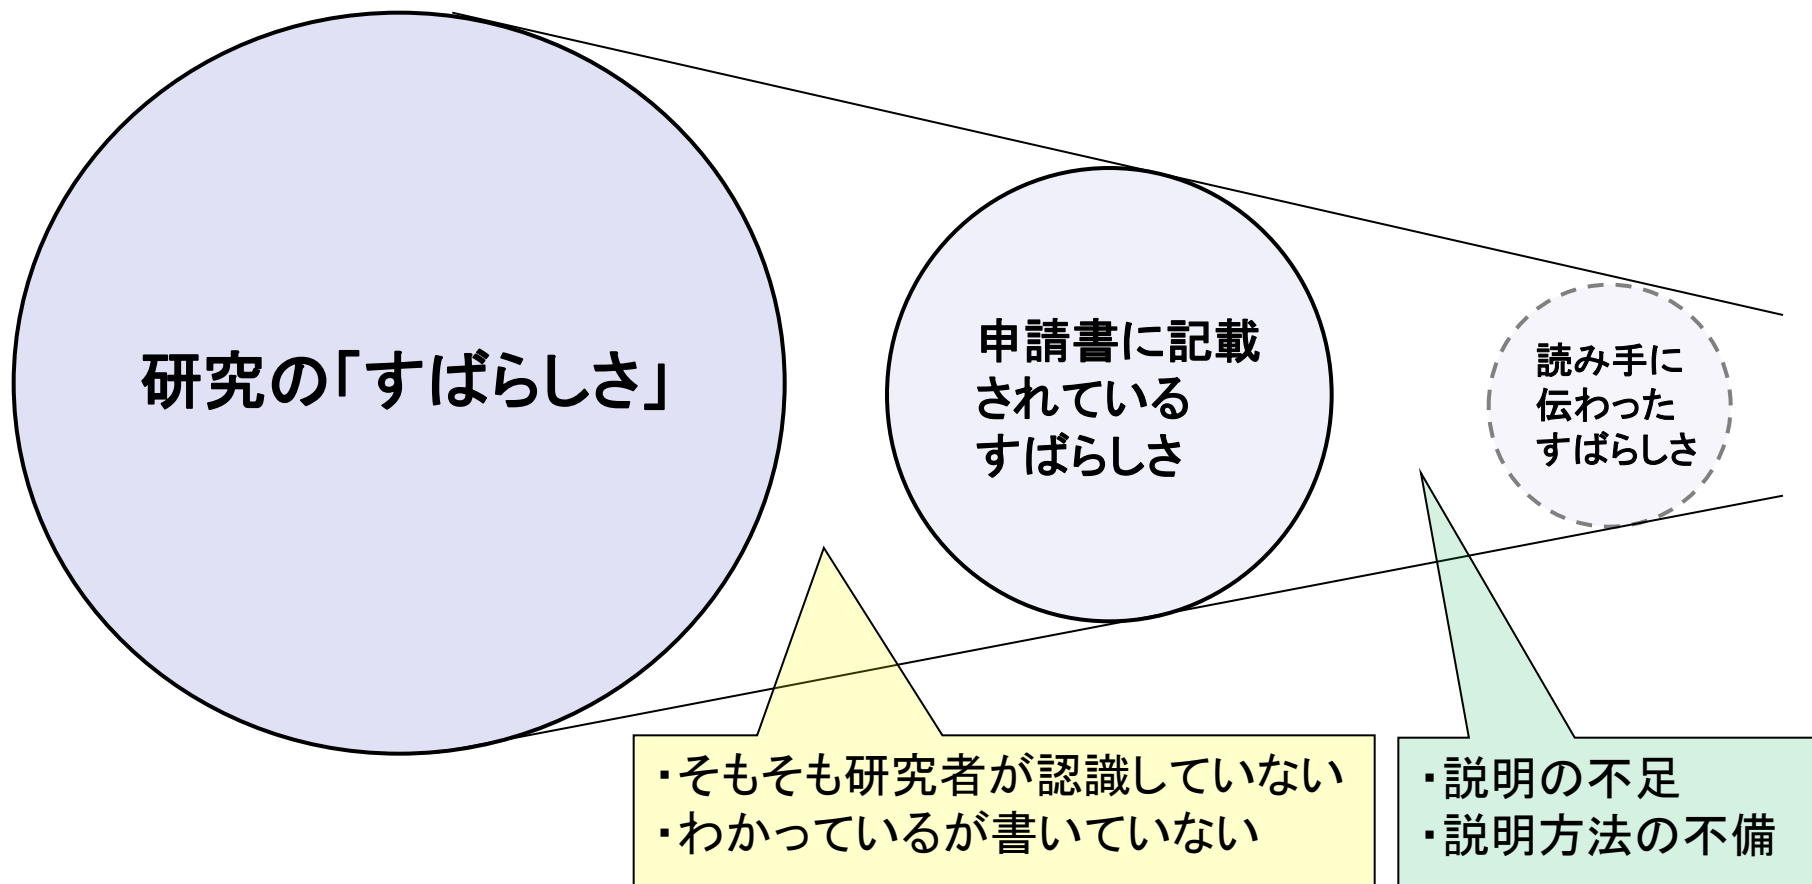 研究の「すばらしさ」
申請書に記載
されている
すばらしさ
読み手に
伝わった
すばらしさ
・そもそも研究者が認識していない
・わかっているが書いていない
・説明の不足
・説明方法の不備